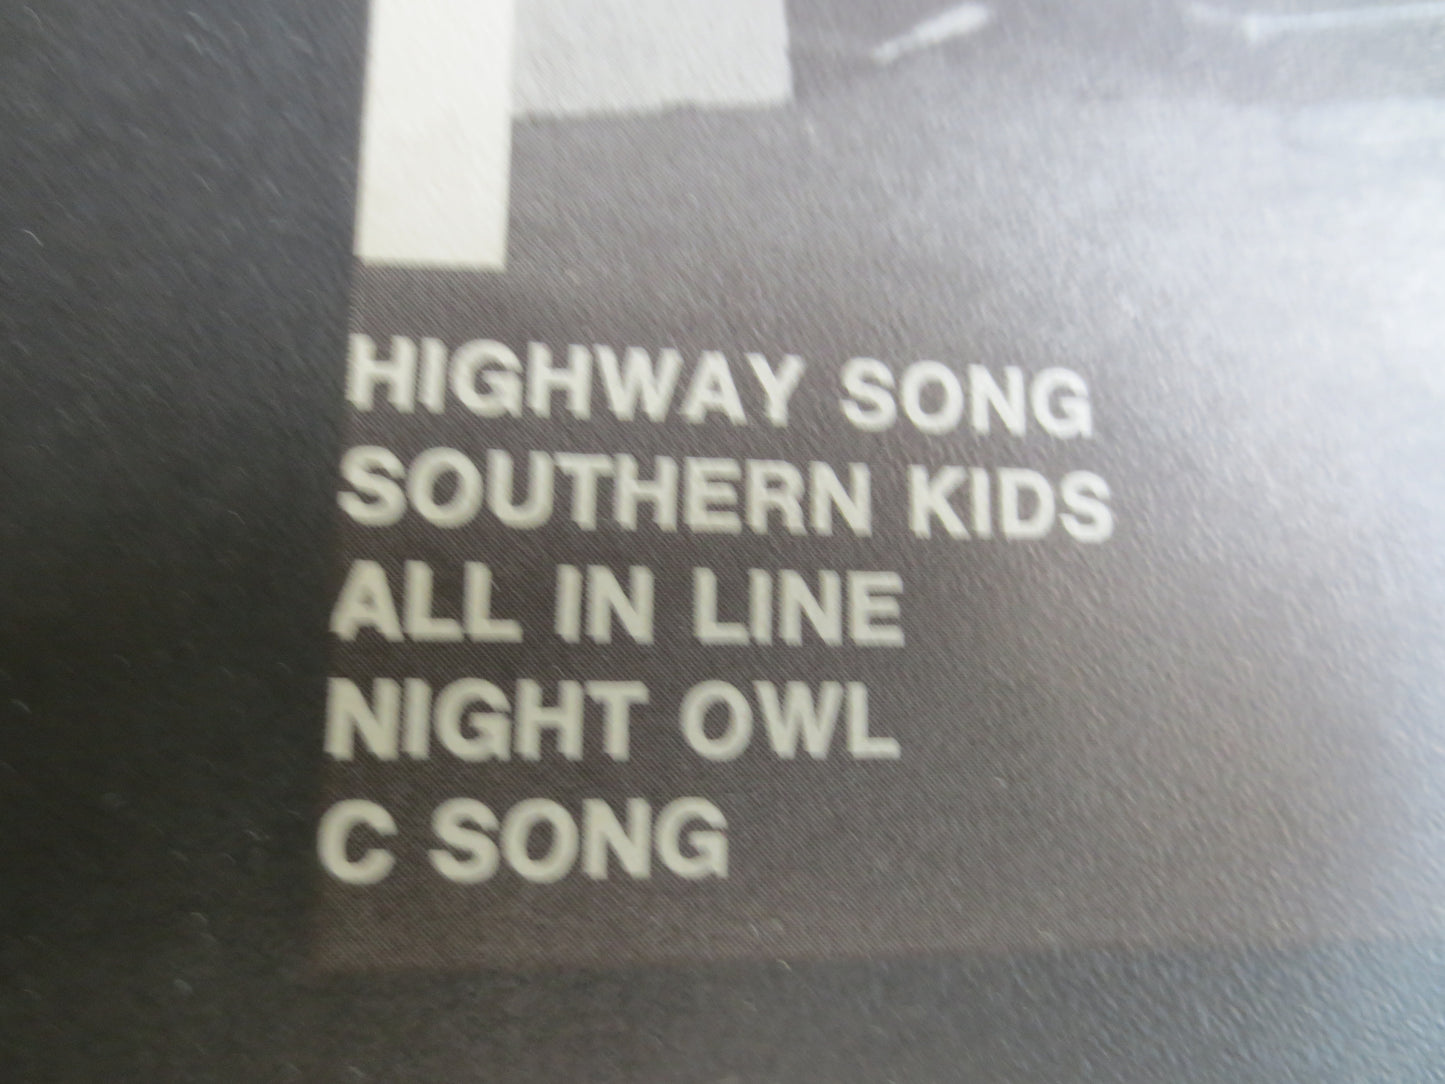 HIGHWAY SONG
SOUTHERN KIDS
ALL IN LINE
NIGHT OWL
C SONG